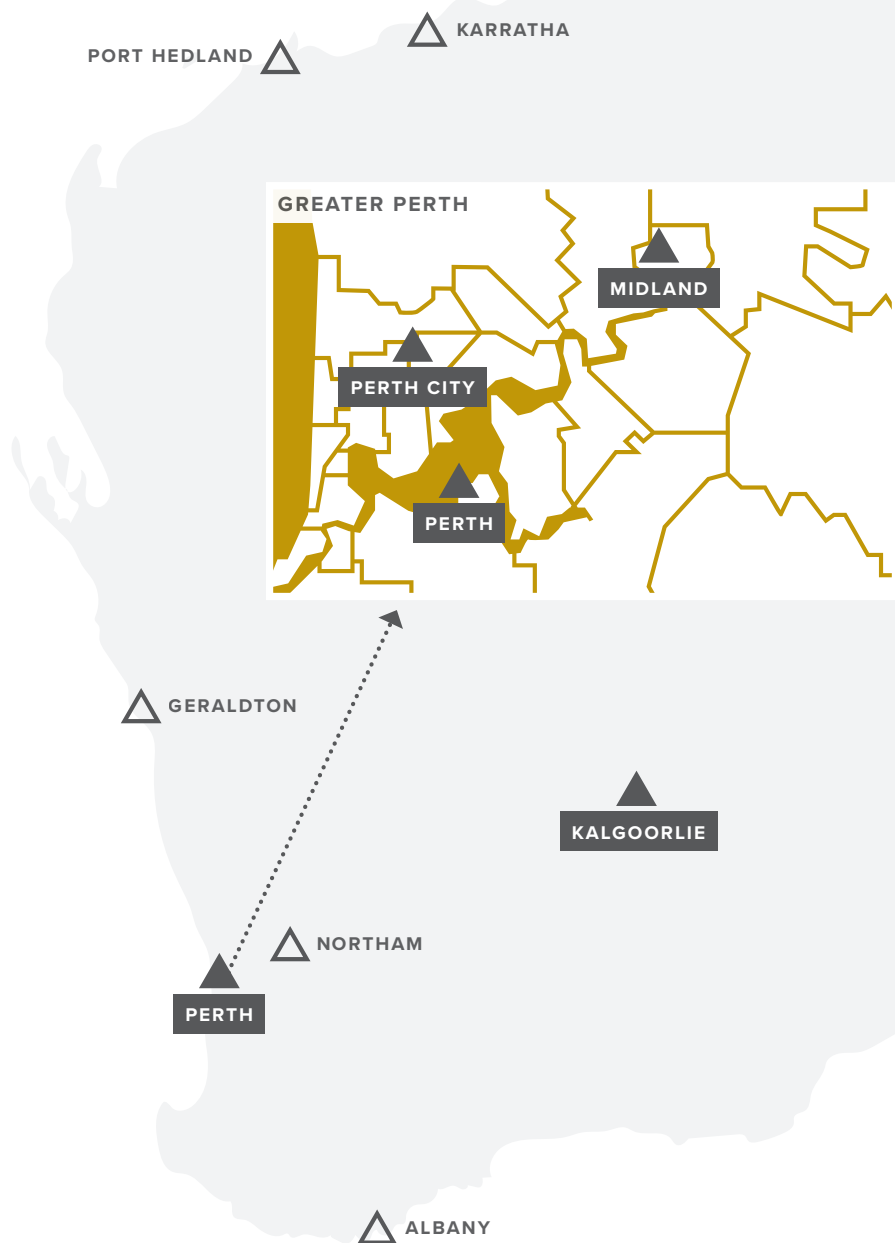 KARRATHA
PORT HEDLAND
GREATER PERTH
MIDLAND
PERTH CITY
PERTH
GERALDTON
KALGOORLIE
NORTHAM
PERTH
ALBANY